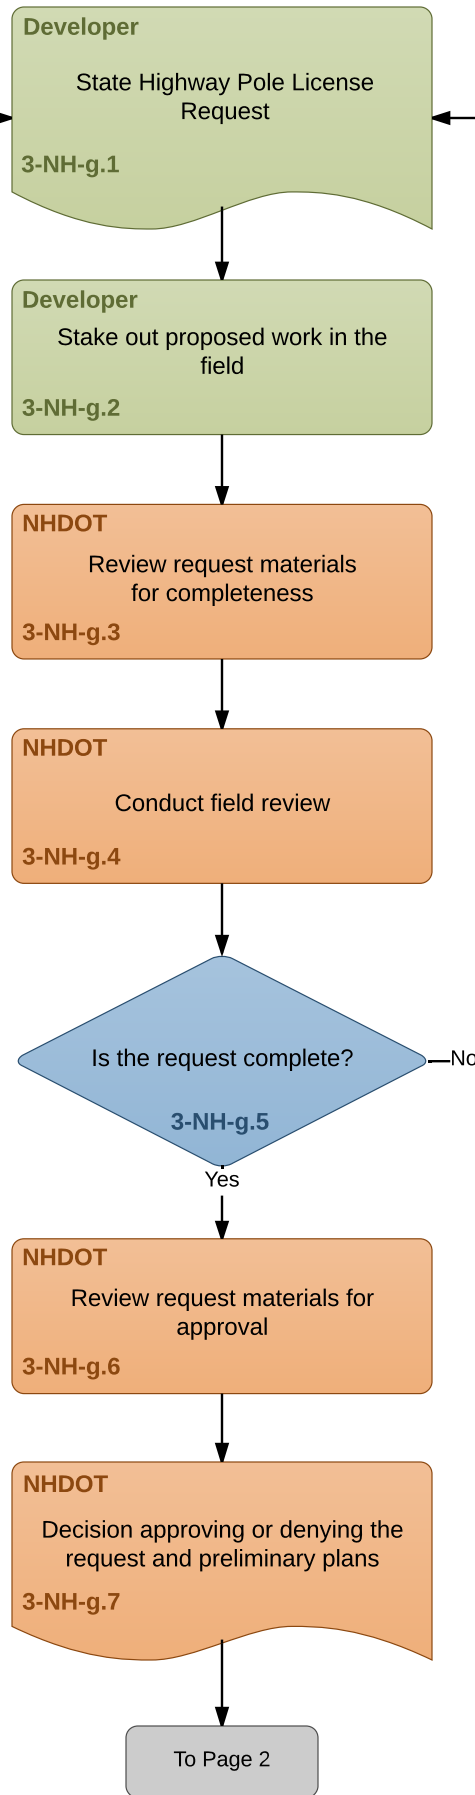 Developer
State Highway Pole License
Request
3-NH-g.1
Developer
Stake out proposed work in the
field
3-NH-g.2
NHDOT
Review request materials
for completeness
3-NH-g.3
NHDOT
Conduct field review
3-NH-g.4
Is the request complete?
No
3-NH-g.5
Yes
NHDOT
Review request materials for
approval
3-NH-g.6
NHDOT
Decision approving or denying the
request and preliminary plans
3-NH-g.7
To Page 2